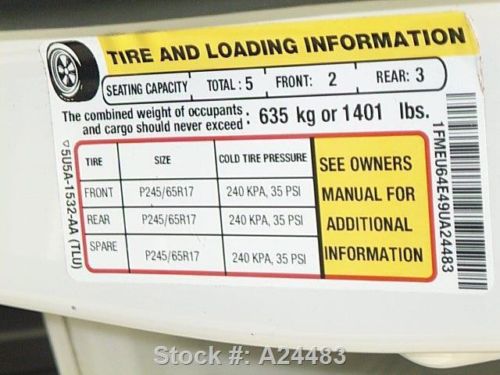 TIRE AND LOADING INFORMATION
SEATING CAPACITY TOTAL : 5 FRONT: 2 REAR: 3
The combined weight of occupants
and cargo should never exceed : 635 kg or 1401 lbs.
TIRE SIZE COLD TIRE PRESSURE
FRONT P245/65R17 240 KPA, 35 PSI
REAR P245/65R17 240 KPA, 35 PSI
SPARE P245/65R17 240 KPA, 35 PSI
SEE OWNERS
MANUAL FOR
ADDITIONAL
INFORMATION
5U5A-1532-AA (TLU)
1FMEU64E49UA24483
Stock #: A24483